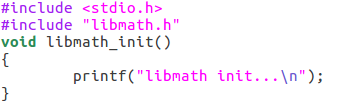 #include <stdio.h>
#include "libmath.h"
void libmath_init()
{
        printf("libmath init...\n");
}